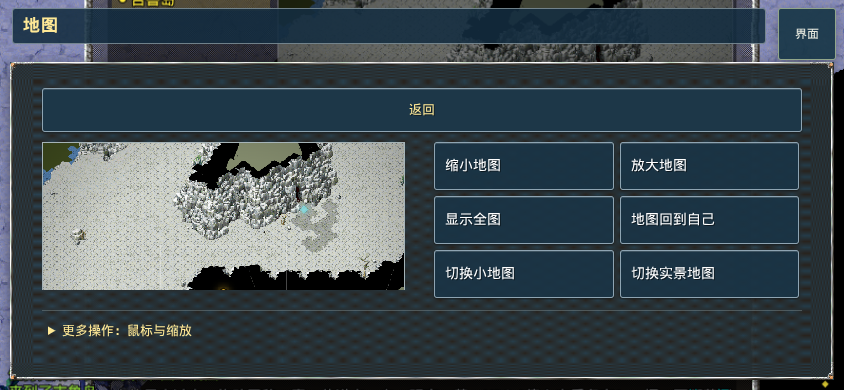 地图
界面
返回
缩小地图
放大地图
显示全图
地图回到自己
切换小地图
切换实景地图
▶ 更多操作：鼠标与缩放